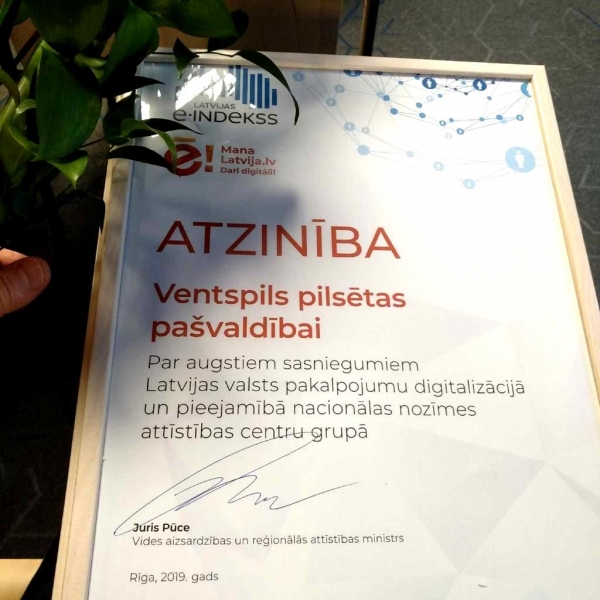 LATVIJAS
e-INDEKSS
ē! Mana
Latvija.lv
Dari digitāli!
ATZINĪBA
Ventspils pilsētas
pašvaldībai
Par augstiem sasniegumiem
Latvijas valsts pakalpojumu digitalizācijā
un pieejamībā nacionālas nozīmes
attīstības centru grupā
Juris Pūce
Vides aizsardzības un reģionālās attīstības ministrs
Rīga, 2019. gads